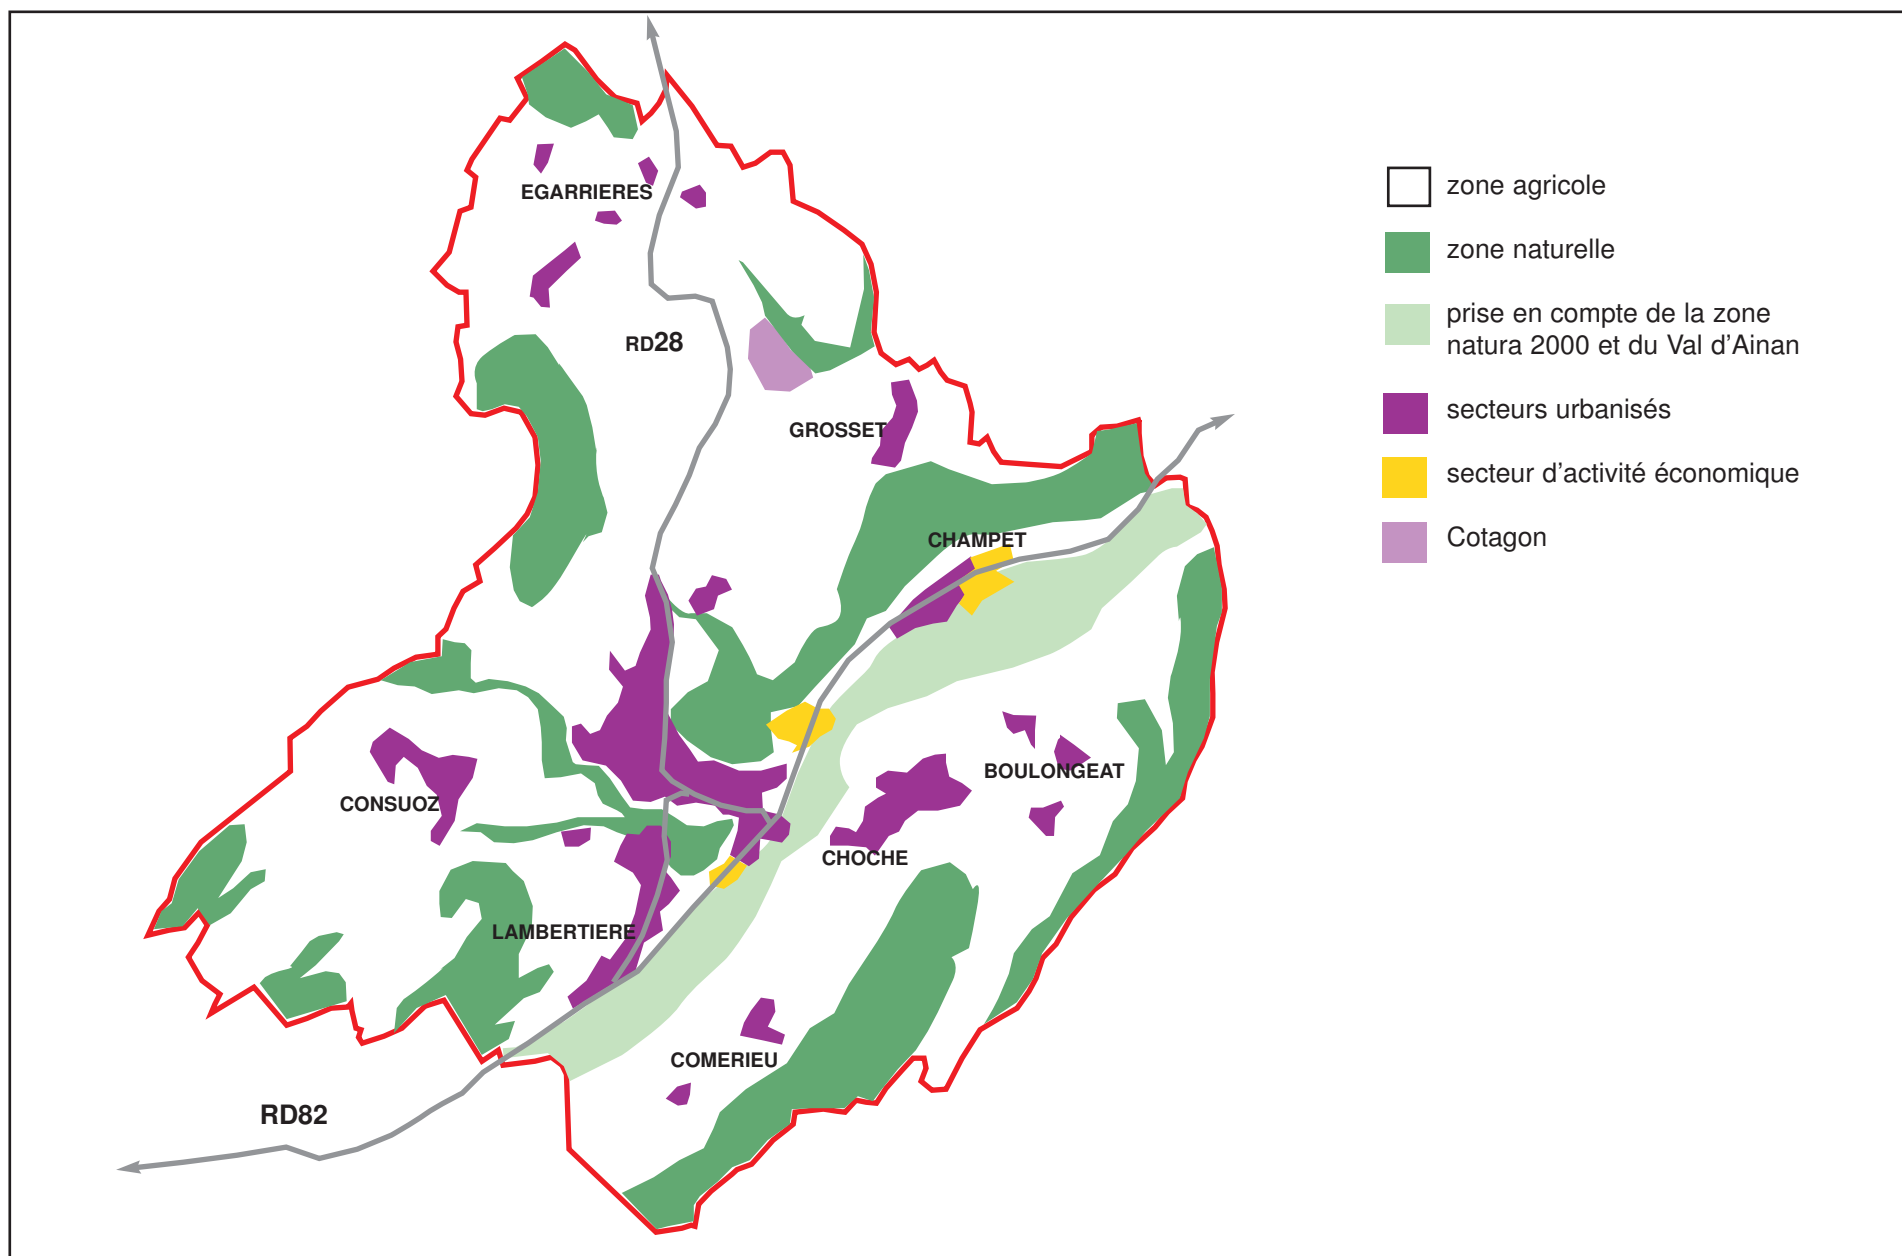 EGARRIERES
RD28
GROSSET
CHAMPET
CONSUOZ
BOULONGEAT
CHOCHE
LAMBERTIERE
COMERIEU
RD82
zone agricole
zone naturelle
prise en compte de la zone
natura 2000 et du Val d’Ainan
secteurs urbanisés
secteur d’activité économique
Cotagon